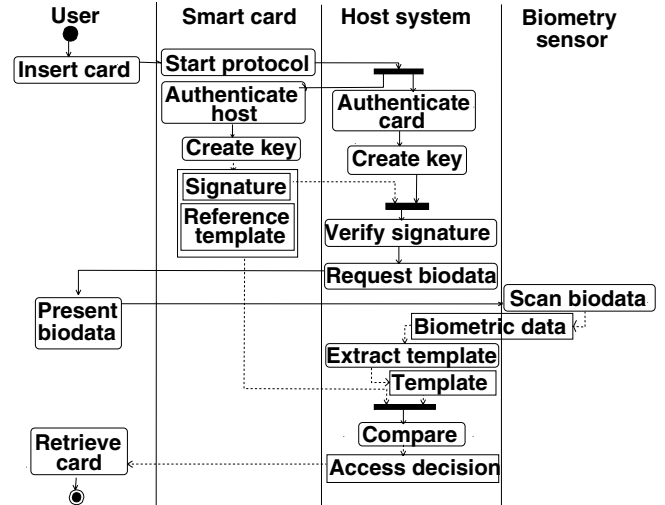 User
Smart card
Host system
Biometry
sensor
Insert card
Start protocol
Authenticate
host
Authenticate
card
Create key
Create key
Signature
Reference
template
Verify signature
Request biodata
Present
biodata
Scan biodata
Biometric data
Extract template
Template
Compare
Retrieve
card
Access decision